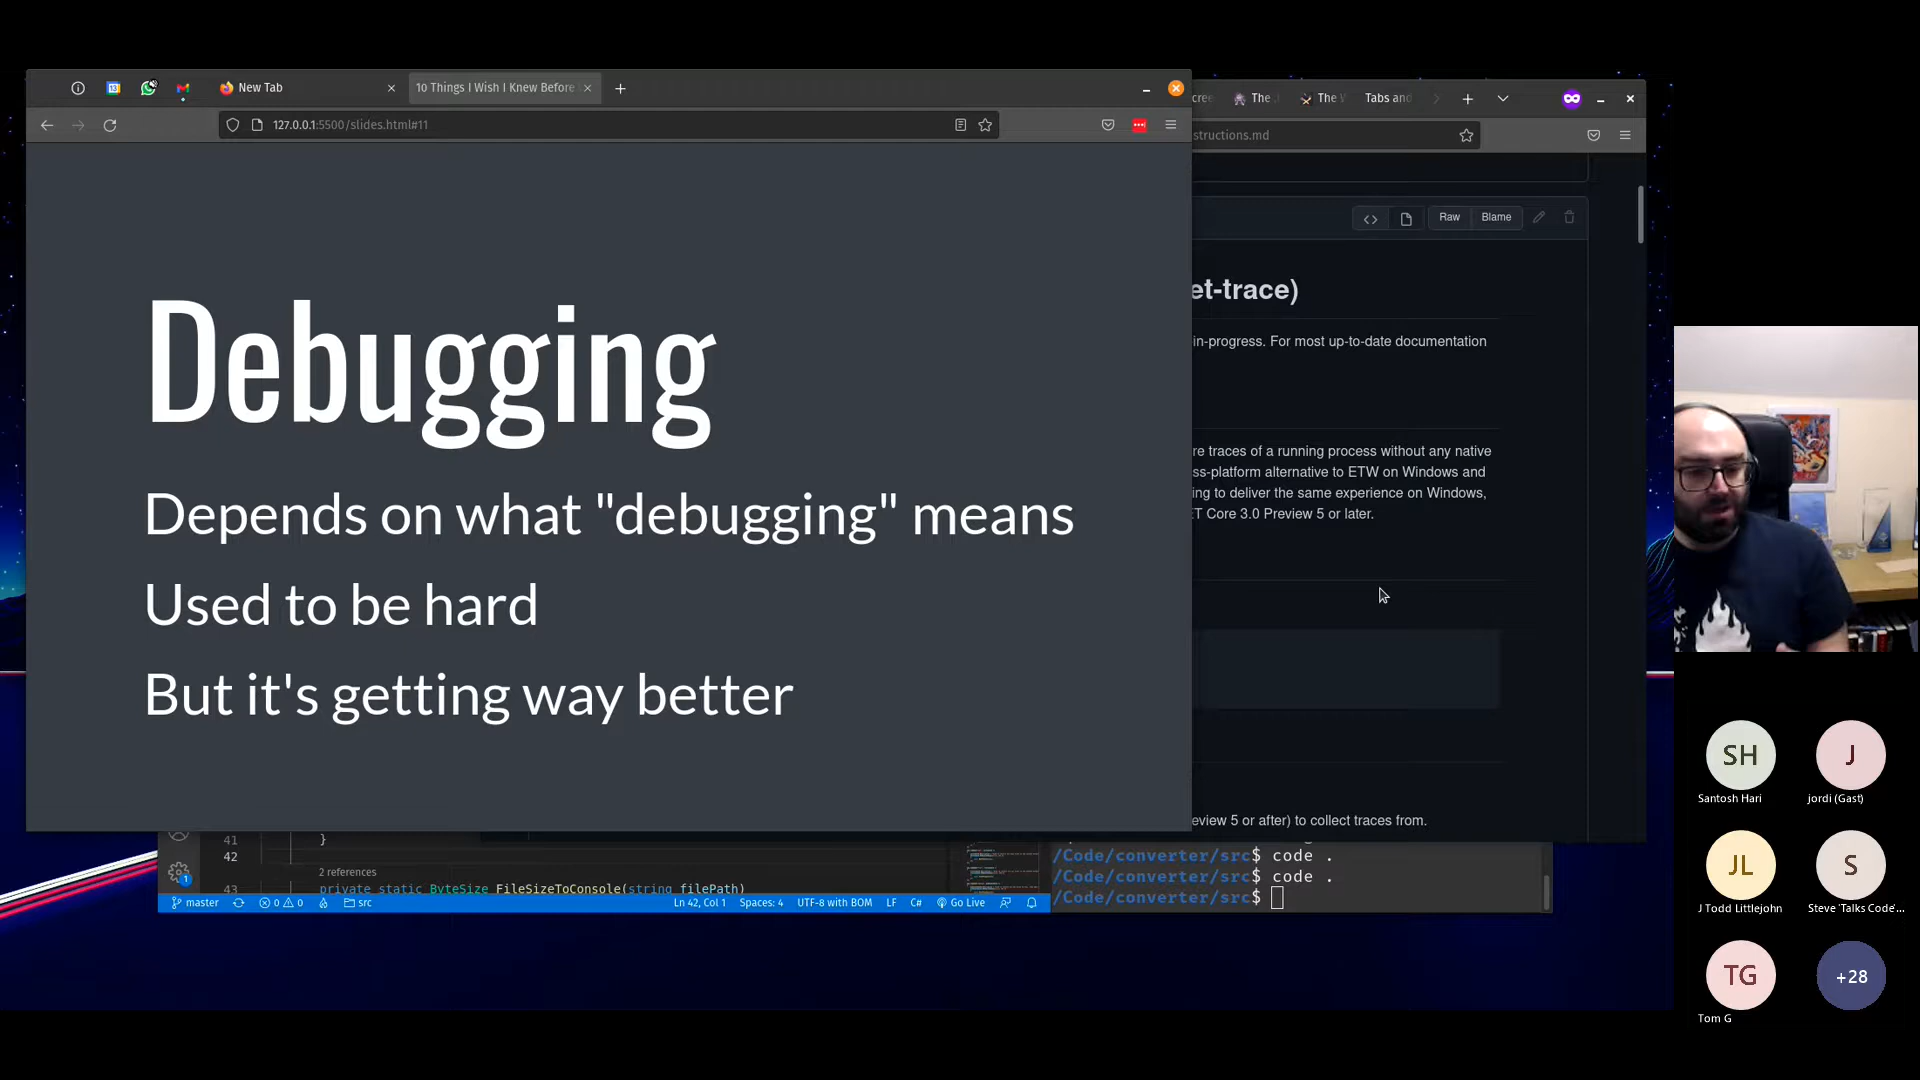 New Tab
10 Things I Wish I Knew Before
127.0.0.1:5500/slides.html#11
The
The
Tabs and
structions.md
Raw
Blame
Debugging
Depends on what "debugging" means
Used to be hard
But it's getting way better
et-trace)
in-progress. For most up-to-date documentation
re traces of a running process without any native
ss-platform alternative to ETW on Windows and
ing to deliver the same experience on Windows,
T Core 3.0 Preview 5 or later.
eview 5 or after) to collect traces from.
41 }
42
2 references
43 private static ByteSize FileSizeToConsole(string filePath)
master 0 0 src Ln 42, Col 1 Spaces: 4 UTF-8 with BOM LF C# Go Live
/Code/converter/src$ code .
/Code/converter/src$ code .
/Code/converter/src$
SH
Santosh Hari
J
jordi (Gast)
JL
J Todd Littlejohn
S
Steve 'Talks Code'...
TG
Tom G
+28